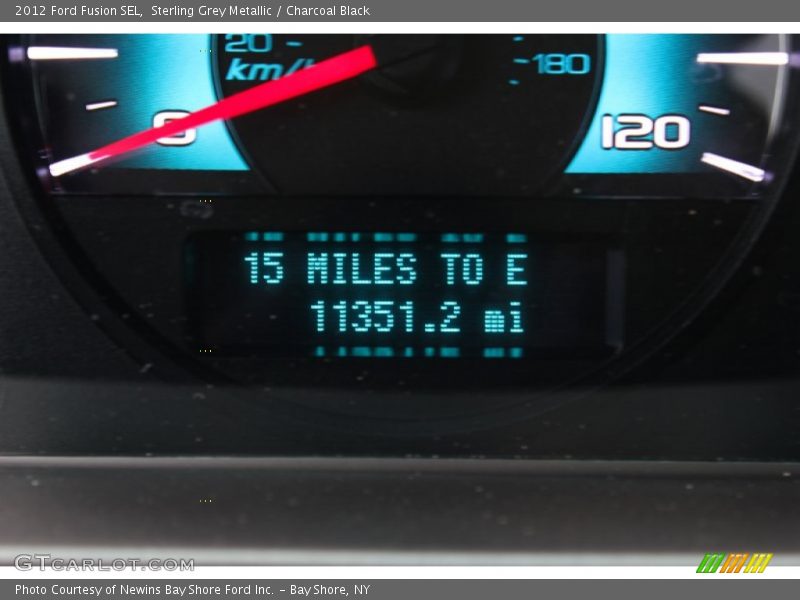 2012 Ford Fusion SEL,  Sterling Grey Metallic / Charcoal Black
20
km/h
180
0
120
15 MILES TO E
11351.2 mi
GTCARLOT.COM
Photo Courtesy of Newins Bay Shore Ford Inc. - Bay Shore, NY